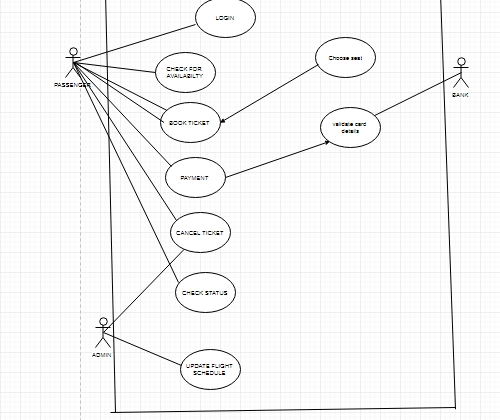 LOGIN
Choose seat
CHECK FOR
AVAILABILTY
PASSENGER
BANK
BOOK TICKET
validate card
details
PAYMENT
CANCEL TICKET
CHECK STATUS
ADMIN
UPDATE FLIGHT
SCHEDULE